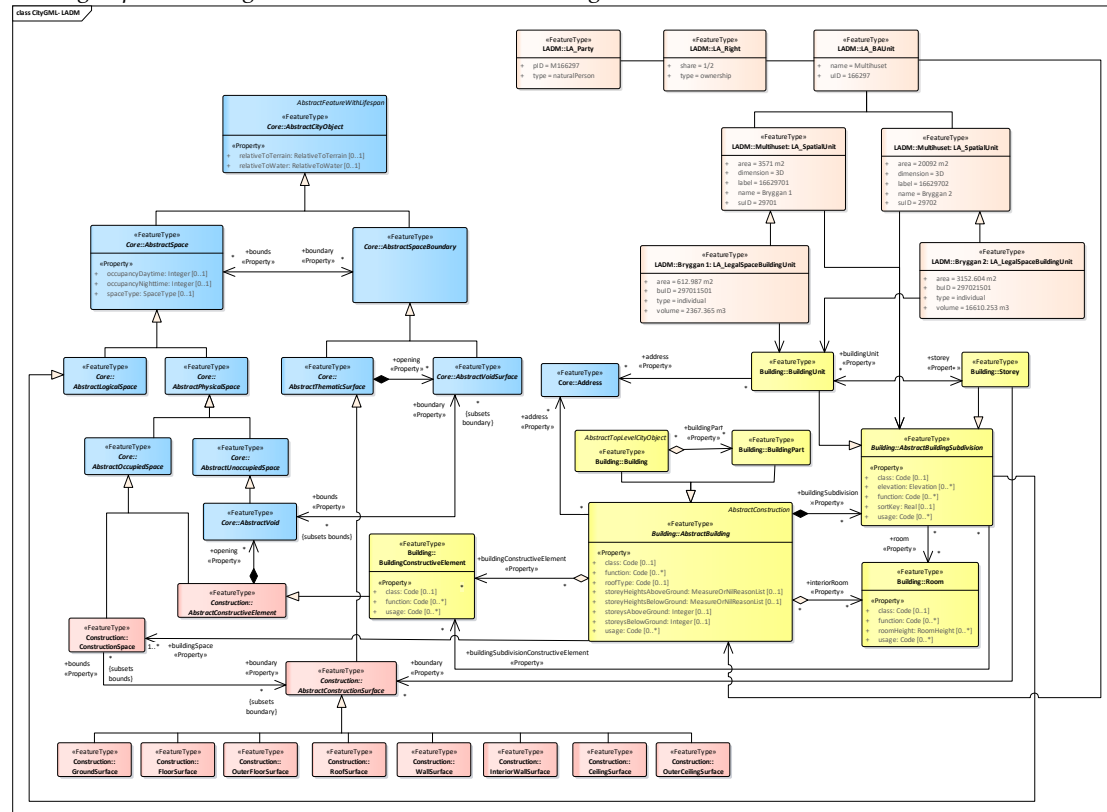 class CityGML- LADM
«FeatureType»
LADM::LA_Party
+ pID = M166297
+ type = naturalPerson
«FeatureType»
LADM::LA_Right
+ share = 1/2
+ type = ownership
«FeatureType»
LADM::LA_BAUnit
+ name = Multihuset
+ uID = 166297
AbstractFeatureWithLifespan
«FeatureType»
Core::AbstractCityObject
«Property»
+ relativeToTerrain: RelativeToTerrain [0..1]
+ relativeToWater: RelativeToWater [0..1]
«FeatureType»
LADM::Multihuset: LA_SpatialUnit
+ area = 3571 m2
+ dimension = 3D
+ label = 16629701
+ name = Bryggan 1
+ suID = 29701
«FeatureType»
LADM::Multihuset: LA_SpatialUnit
+ area = 20092 m2
+ dimension = 3D
+ label = 16629702
+ name = Bryggan 2
+ suID = 29702
«FeatureType»
Core::AbstractSpace
«Property»
+ occupancyDaytime: Integer [0..1]
+ occupancyNighttime: Integer [0..1]
+ spaceType: SpaceType [0..1]
+bounds
«Property»
*
+boundary
«Property»
*
«FeatureType»
Core::AbstractSpaceBoundary
«FeatureType»
LADM::Bryggan 1: LA_LegalSpaceBuildingUnit
+ area = 612.987 m2
+ buID = 297011501
+ type = individual
+ volume = 2367.365 m3
«FeatureType»
LADM::Bryggan 2: LA_LegalSpaceBuildingUnit
+ area = 3152.604 m2
+ buID = 297021501
+ type = individual
+ volume = 16610.253 m3
«FeatureType»
Core::
AbstractLogicalSpace
«FeatureType»
Core::
AbstractPhysicalSpace
«FeatureType»
Core::
AbstractThematicSurface
+opening
«Property»
*
«FeatureType»
Core::AbstractVoidSurface
+boundary
«Property»
*
{subsets
boundary}
«FeatureType»
Core::Address
+address
«Property»
*
+address
«Property»
*
«FeatureType»
Building::BuildingUnit
+buildingUnit
«Property»
*
+storey
«Property»
*
«FeatureType»
Building::Storey
«FeatureType»
Core::
AbstractOccupiedSpace
«FeatureType»
Core::
AbstractUnoccupiedSpace
AbstractTopLevelCityObject
«FeatureType»
Building::Building
+buildingPart
«Property»
*
*
«FeatureType»
Building::BuildingPart
«FeatureType»
Building::AbstractBuildingSubdivision
«Property»
+ class: Code [0..1]
+ elevation: Elevation [0..*]
+ function: Code [0..*]
+ sortKey: Real [0..1]
+ usage: Code [0..*]
«FeatureType»
Core::AbstractVoid
+bounds
«Property»
*
{subsets bounds}
+opening
«Property»
*
AbstractConstruction
«FeatureType»
Building::AbstractBuilding
«Property»
+ class: Code [0..1]
+ function: Code [0..*]
+ roofType: Code [0..1]
+ storeyHeightsAboveGround: MeasureOrNilReasonList [0..1]
+ storeyHeightsBelowGround: MeasureOrNilReasonList [0..1]
+ storeysAboveGround: Integer [0..1]
+ storeysBelowGround: Integer [0..1]
+ usage: Code [0..*]
+buildingSubdivision
«Property»
*
*
+room
«Property»
*
*
«FeatureType»
Building::
BuildingConstructiveElement
«Property»
+ class: Code [0..1]
+ function: Code [0..*]
+ usage: Code [0..*]
+buildingConstructiveElement
«Property»
*
*
«FeatureType»
Building::Room
«Property»
+ class: Code [0..1]
+ function: Code [0..*]
+ roomHeight: RoomHeight [0..*]
+ usage: Code [0..*]
+interiorRoom
«Property»
*
*
«FeatureType»
Construction::
AbstractConstructiveElement
«FeatureType»
Construction::
ConstructionSpace
1..*
+buildingSpace
«Property»
+buildingSubdivisionConstructiveElement
«Property»
*
*
+bounds
«Property»
*
{subsets
bounds}
+boundary
«Property»
*
{subsets
boundary}
«FeatureType»
Construction::
AbstractConstructionSurface
+boundary
«Property»
*
«FeatureType»
Construction::
GroundSurface
«FeatureType»
Construction::
FloorSurface
«FeatureType»
Construction::
OuterFloorSurface
«FeatureType»
Construction::
RoofSurface
«FeatureType»
Construction::
WallSurface
«FeatureType»
Construction::
InteriorWallSurface
«FeatureType»
Construction::
CeilingSurface
«FeatureType»
Construction::
OuterCeilingSurface